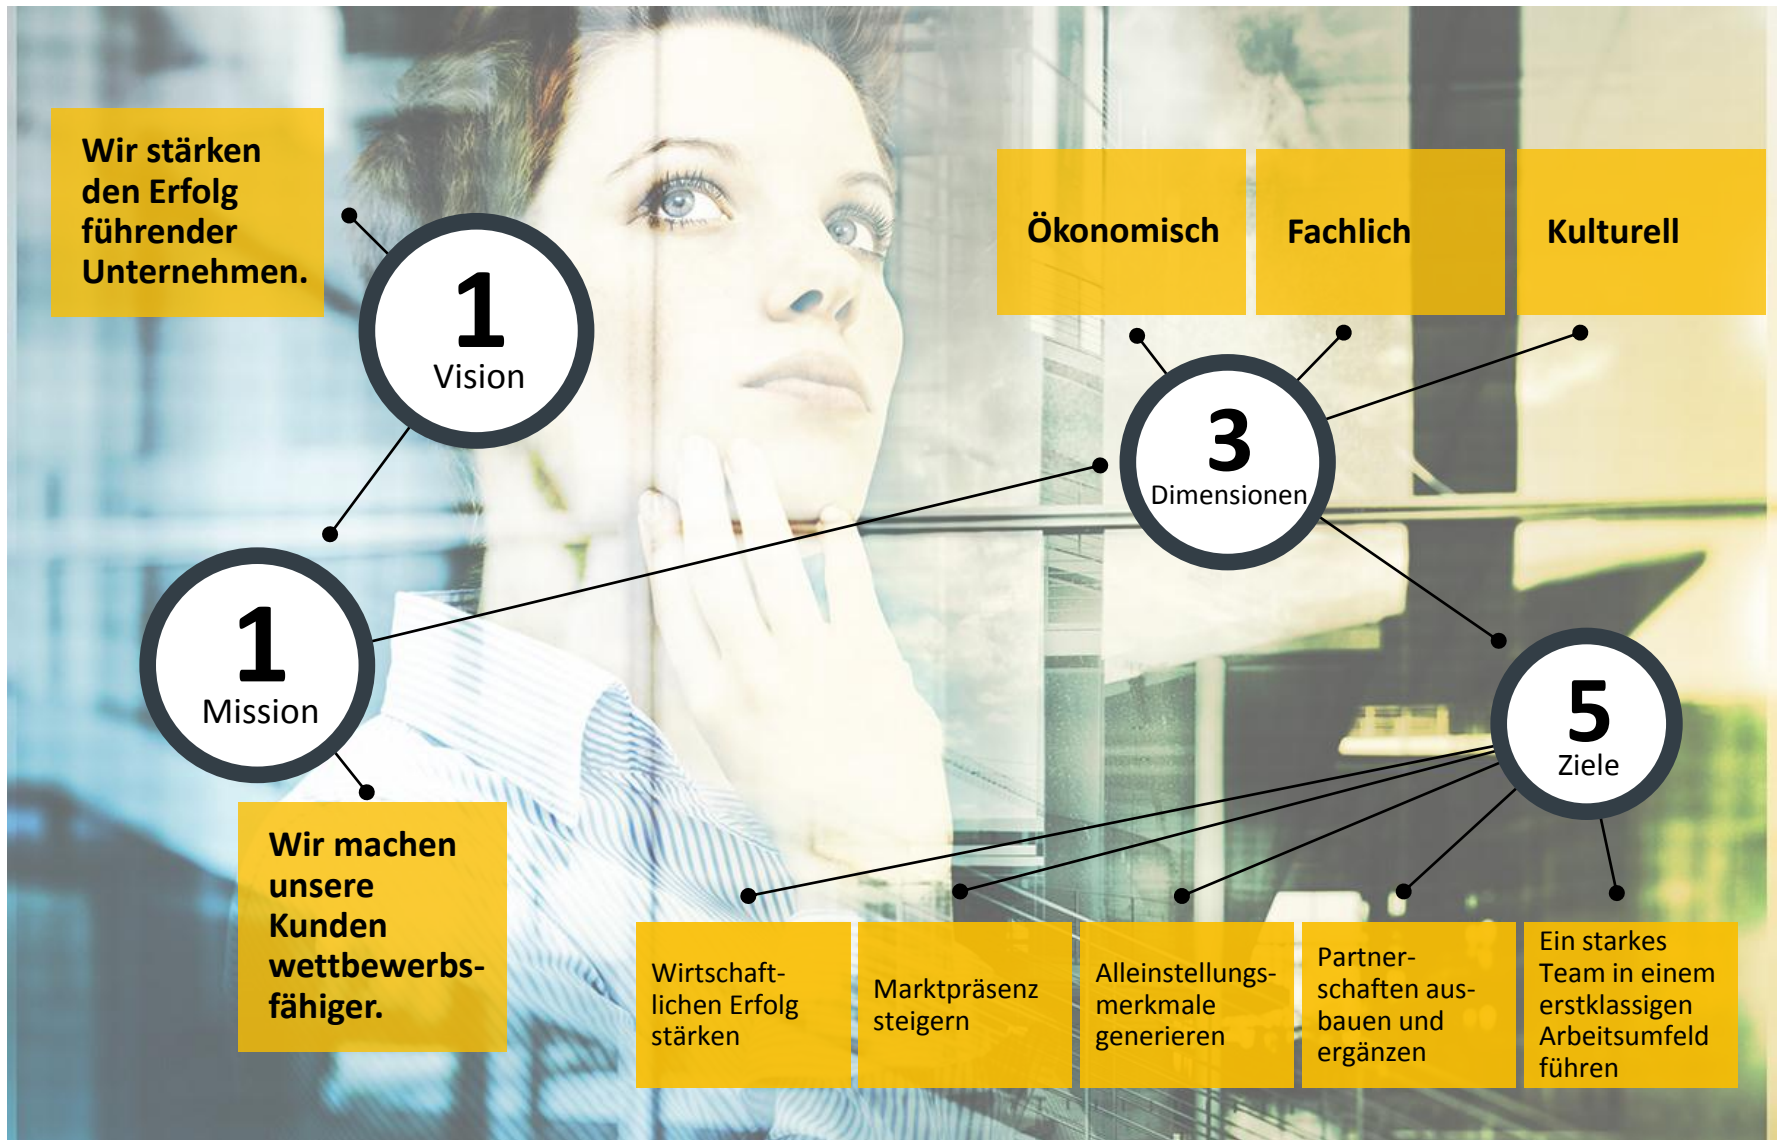 Wir stärken
den Erfolg
führender
Unternehmen.
1
Vision
1
Mission
Wir machen
unsere
Kunden
wettbewerbs-
fähiger.
Ökonomisch
Fachlich
Kulturell
3
Dimensionen
5
Ziele
Wirtschaft-
lichen Erfolg
stärken
Marktpräsenz
steigern
Alleinstellungs-
merkmale
generieren
Partner-
schaften aus-
bauen und
ergänzen
Ein starkes
Team in einem
erstklassigen
Arbeitsumfeld
führen